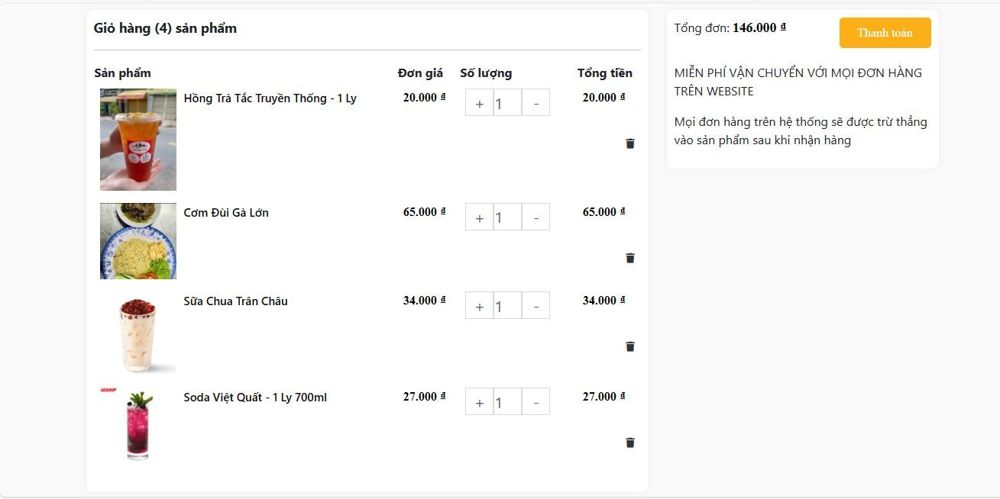 Giỏ hàng (4) sản phẩm
Sản phẩm Đơn giá Số lượng Tổng tiền
Hồng Trà Tắc Truyền Thống - 1 Ly 20.000 ₫ + 1 - 20.000 ₫
Cơm Đùi Gà Lớn 65.000 ₫ + 1 - 65.000 ₫
Sữa Chua Trân Châu 34.000 ₫ + 1 - 34.000 ₫
LOSHIP
Soda Việt Quất - 1 Ly 700ml 27.000 ₫ + 1 - 27.000 ₫
Tổng đơn: 146.000 ₫ Thanh toán
MIỄN PHÍ VẬN CHUYỂN VỚI MỌI ĐƠN HÀNG
TRÊN WEBSITE
Mọi đơn hàng trên hệ thống sẽ được trừ thẳng
vào sản phẩm sau khi nhận hàng